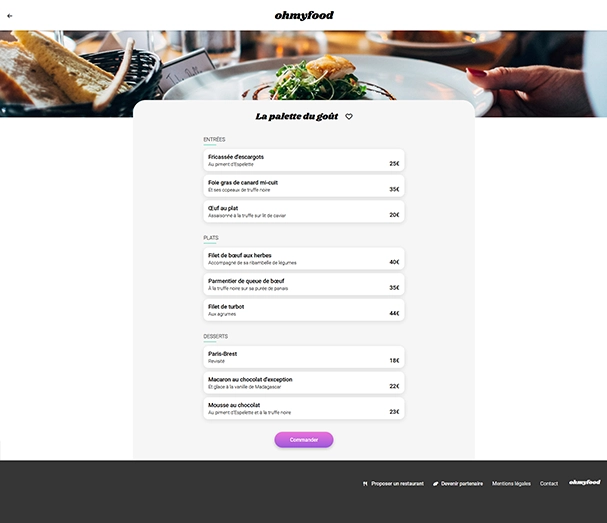 ohmyfood
La palette du goût
ENTRÉES
Fricassée d'escargots
Au piment d'Espelette
25€
Foie gras de canard mi-cuit
Et ses copeaux de truffe noire
35€
Œuf au plat
Assaisonné à la truffe sur lit de caviar
20€
PLATS
Filet de bœuf aux herbes
Accompagné de sa ribambelle de légumes
40€
Parmentier de queue de bœuf
À la truffe noire sur sa purée de panais
35€
Filet de turbot
Aux agrumes
44€
DESSERTS
Paris-Brest
Revisité
18€
Macaron au chocolat d'exception
Et glace à la vanille de Madagascar
22€
Mousse au chocolat
Au piment d'Espelette et à la truffe noire
23€
Commander
Proposer un restaurant
Devenir partenaire
Mentions légales
Contact
ohmyfood